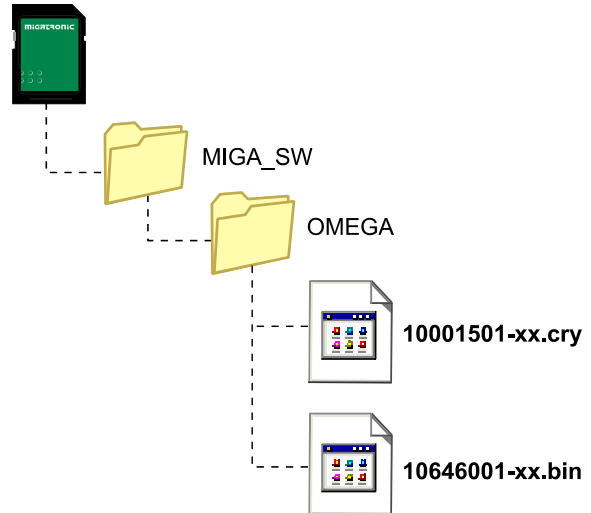 MIGATRONIC
MIGA_SW
OMEGA
10001501-xx.cry
10646001-xx.bin